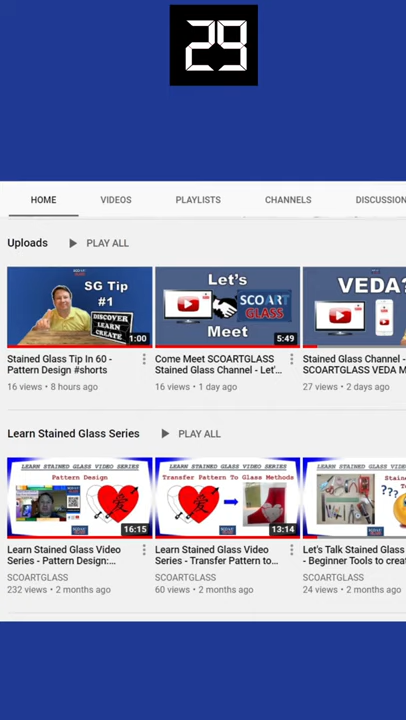 29
HOME VIDEOS PLAYLISTS CHANNELS DISCUSSION
Uploads PLAY ALL
SG Tip
#1
DISCOVER
LEARN
CREATE
1:00
Let's
SCOART
GLASS
Meet
5:49
VEDA?
Stained Glass Tip In 60 -
Pattern Design #shorts
16 views • 8 hours ago
Come Meet SCOARTGLASS
Stained Glass Channel - Let'...
16 views • 1 day ago
Stained Glass Channel -
SCOARTGLASS VEDA M
27 views • 2 days ago
Learn Stained Glass Series PLAY ALL
LEARN STAINED GLASS VIDEO SERIES
Pattern Design
愛
16:15
LEARN STAINED GLASS VIDEO SERIES
Transfer Pattern To Glass Methods
愛
13:14
LEARN STAINED GLASS
???
Learn Stained Glass Video
Series - Pattern Design:...
SCOARTGLASS
232 views • 2 months ago
Learn Stained Glass Video
Series - Transfer Pattern to...
SCOARTGLASS
60 views • 2 months ago
Let's Talk Stained Glass
- Beginner Tools to crea
SCOARTGLASS
24 views • 2 months ago